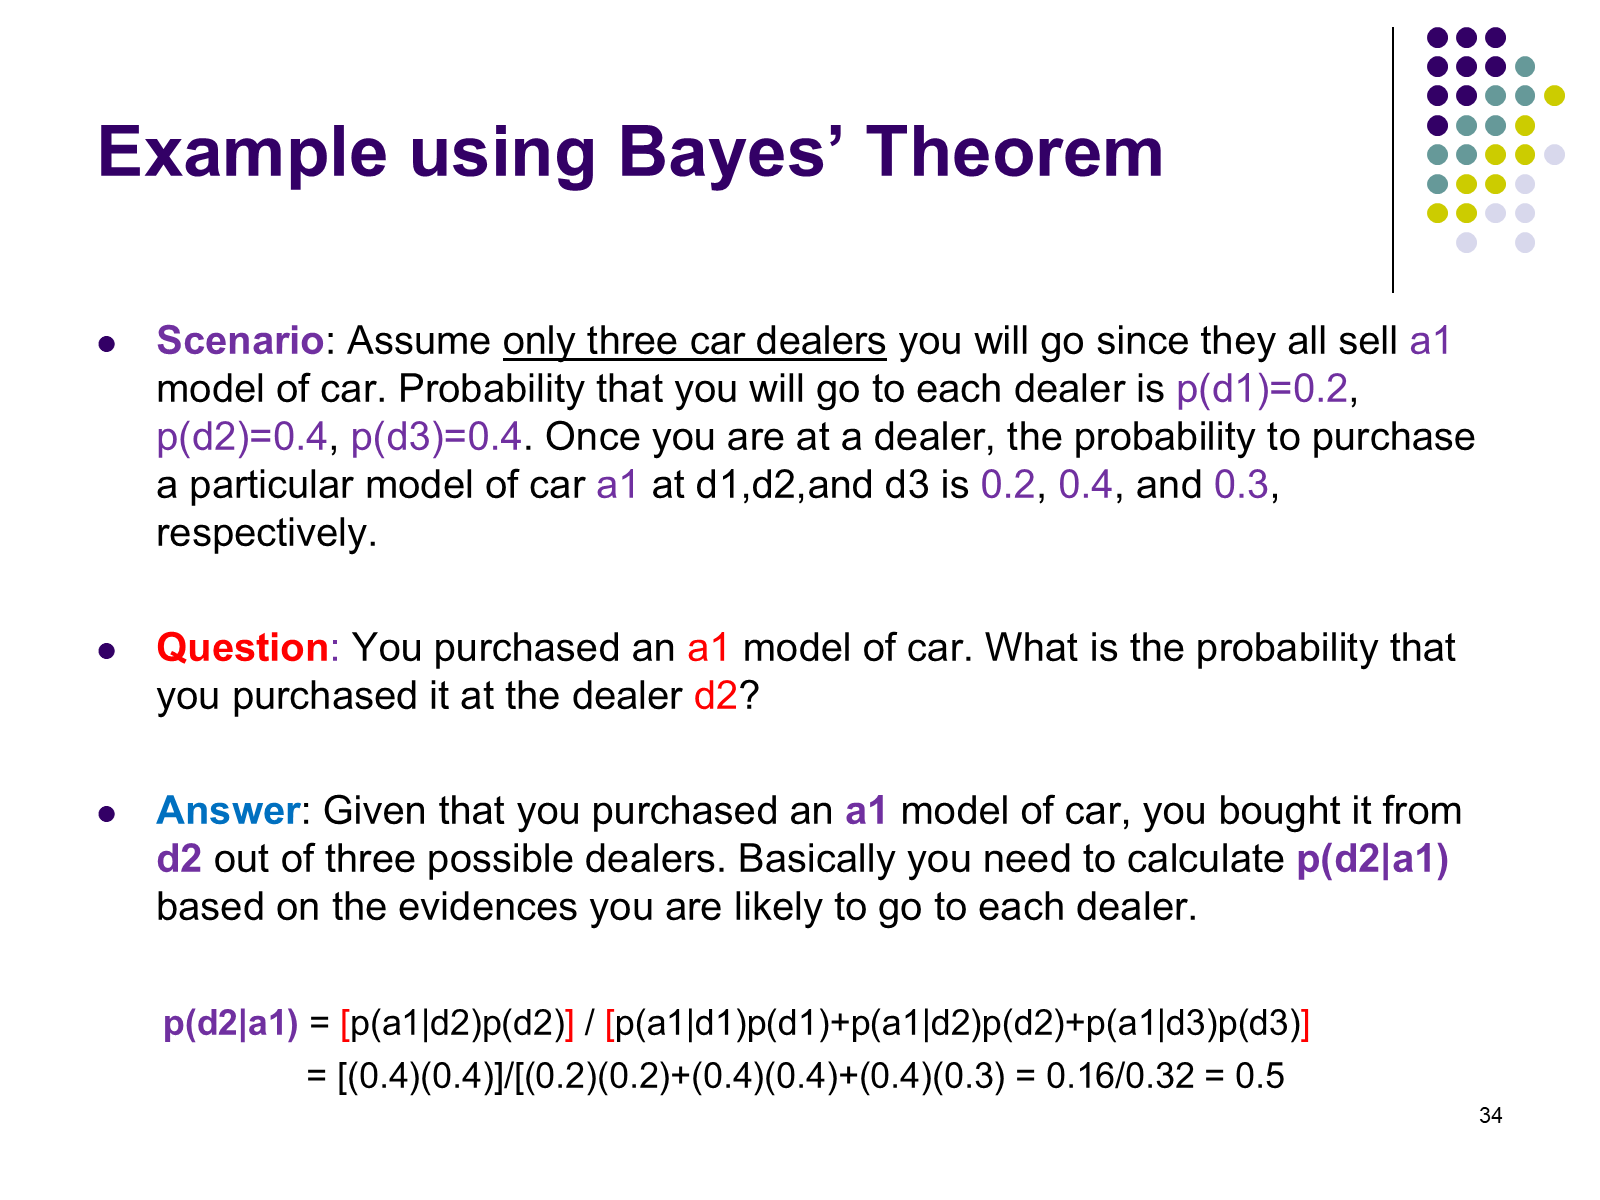 Example using Bayes’ Theorem
Scenario: Assume only three car dealers you will go since they all sell a1
model of car. Probability that you will go to each dealer is p(d1)=0.2,
p(d2)=0.4, p(d3)=0.4. Once you are at a dealer, the probability to purchase
a particular model of car a1 at d1,d2,and d3 is 0.2, 0.4, and 0.3,
respectively.
Question: You purchased an a1 model of car. What is the probability that
you purchased it at the dealer d2?
Answer: Given that you purchased an a1 model of car, you bought it from
d2 out of three possible dealers. Basically you need to calculate p(d2|a1)
based on the evidences you are likely to go to each dealer.
p(d2|a1) = [p(a1|d2)p(d2)] / [p(a1|d1)p(d1)+p(a1|d2)p(d2)+p(a1|d3)p(d3)]
= [(0.4)(0.4)]/[(0.2)(0.2)+(0.4)(0.4)+(0.4)(0.3) = 0.16/0.32 = 0.5
34